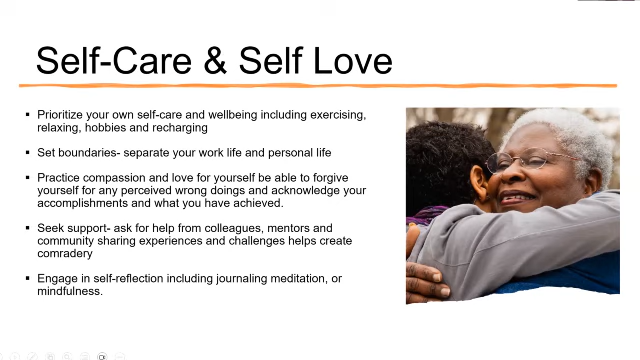 Self-Care & Self Love
▪ Prioritize your own self-care and wellbeing including exercising,
relaxing, hobbies and recharging
▪ Set boundaries- separate your work life and personal life
▪ Practice compassion and love for yourself be able to forgive
yourself for any perceived wrong doings and acknowledge your
accomplishments and what you have achieved.
▪ Seek support- ask for help from colleagues, mentors and
community sharing experiences and challenges helps create
comradery
▪ Engage in self-reflection including journaling meditation, or
mindfulness.